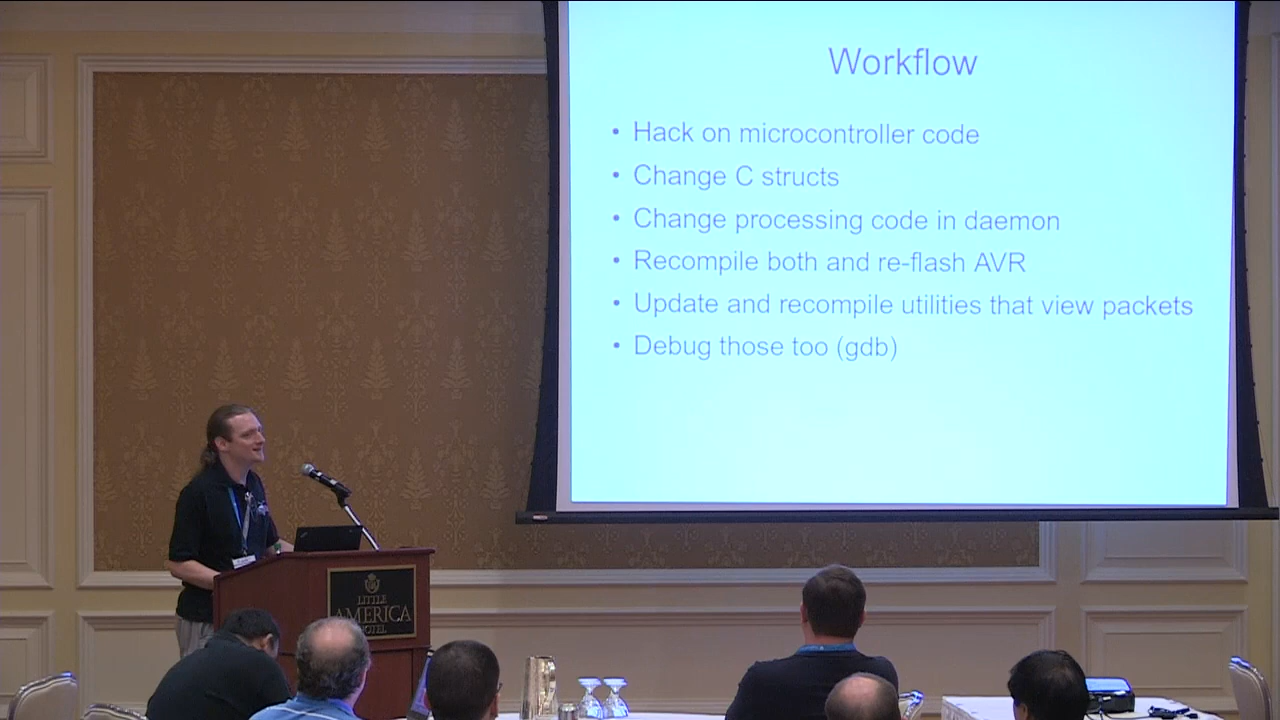 Workflow
• Hack on microcontroller code
• Change C structs
• Change processing code in daemon
• Recompile both and re-flash AVR
• Update and recompile utilities that view packets
• Debug those too (gdb)
LITTLE
AMERICA
HOTEL